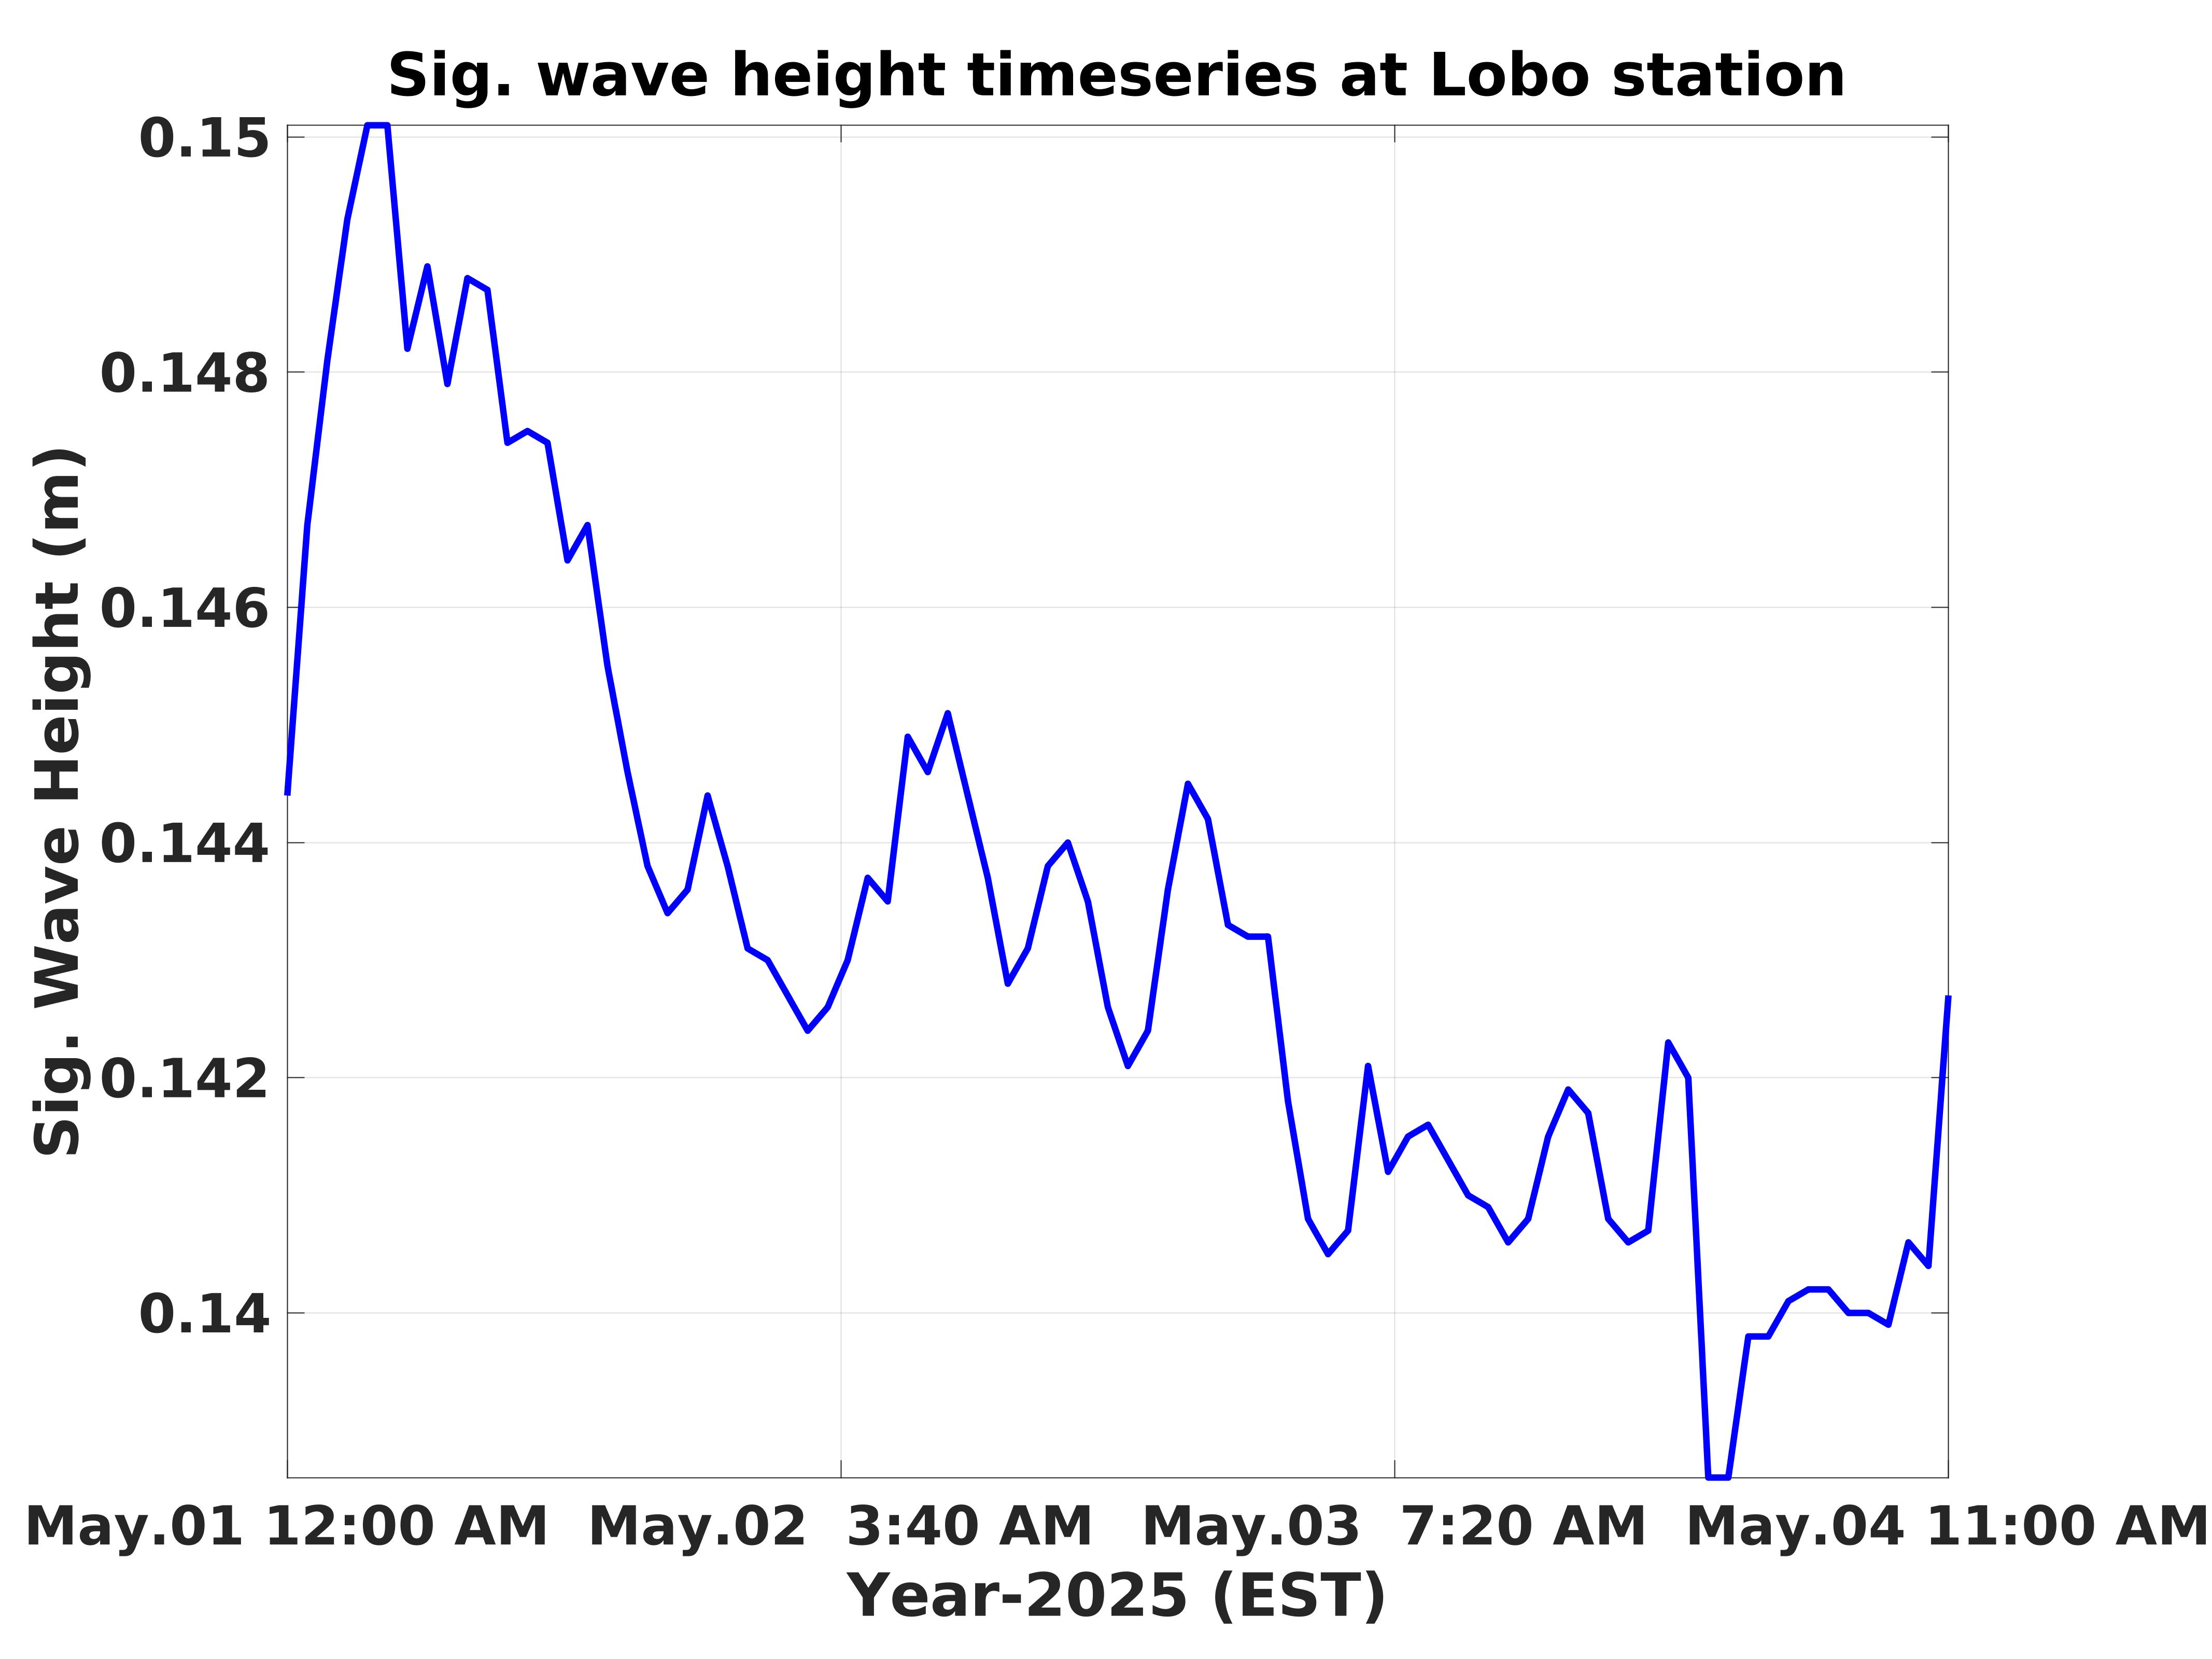 Sig. wave height timeseries at Lobo station
Sig. Wave Height (m)
0.15
0.148
0.146
0.144
0.142
0.14
May.01 12:00 AM May.02 3:40 AM May.03 7:20 AM May.04 11:00 AM
Year-2025 (EST)